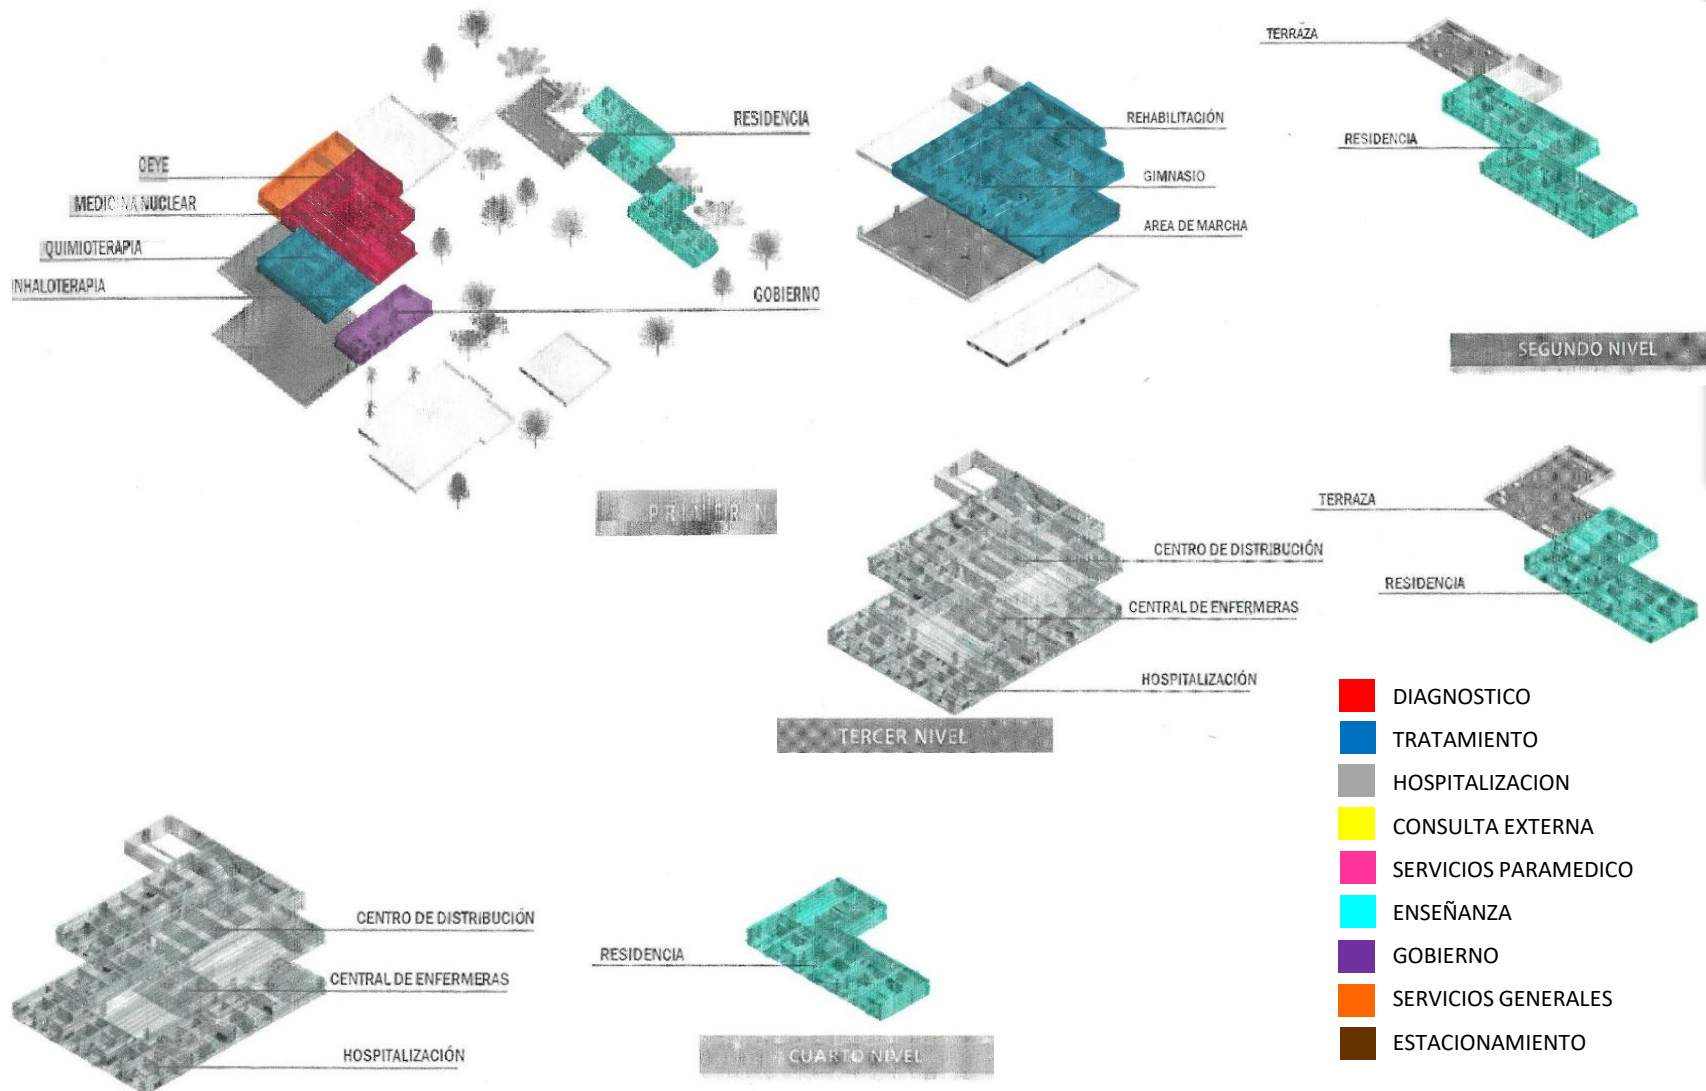 RESIDENCIA
CEYE
MEDICINA NUCLEAR
QUIMIOTERAPIA
INHALOTERAPIA
GOBIERNO
PRIMER N
REHABILITACIÓN
GIMNASIO
AREA DE MARCHA
TERRAZA
RESIDENCIA
SEGUNDO NIVEL
CENTRO DE DISTRIBUCIÓN
CENTRAL DE ENFERMERAS
HOSPITALIZACIÓN
TERRAZA
RESIDENCIA
TERCER NIVEL
CENTRO DE DISTRIBUCIÓN
CENTRAL DE ENFERMERAS
HOSPITALIZACIÓN
RESIDENCIA
CUARTO NIVEL
DIAGNOSTICO
TRATAMIENTO
HOSPITALIZACION
CONSULTA EXTERNA
SERVICIOS PARAMEDICO
ENSEÑANZA
GOBIERNO
SERVICIOS GENERALES
ESTACIONAMIENTO